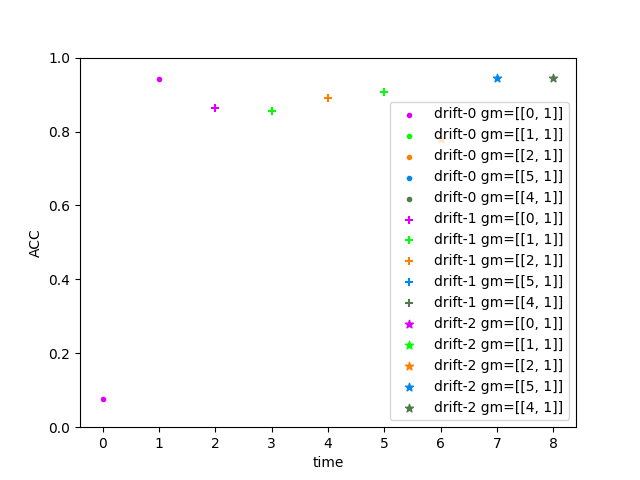 1.0
0.8
0.6
0.4
0.2
0.0
ACC
0 1 2 3 4 5 6 7 8
time
drift-0 gm=[[0, 1]]
drift-0 gm=[[1, 1]]
drift-0 gm=[[2, 1]]
drift-0 gm=[[5, 1]]
drift-0 gm=[[4, 1]]
drift-1 gm=[[0, 1]]
drift-1 gm=[[1, 1]]
drift-1 gm=[[2, 1]]
drift-1 gm=[[5, 1]]
drift-1 gm=[[4, 1]]
drift-2 gm=[[0, 1]]
drift-2 gm=[[1, 1]]
drift-2 gm=[[2, 1]]
drift-2 gm=[[5, 1]]
drift-2 gm=[[4, 1]]